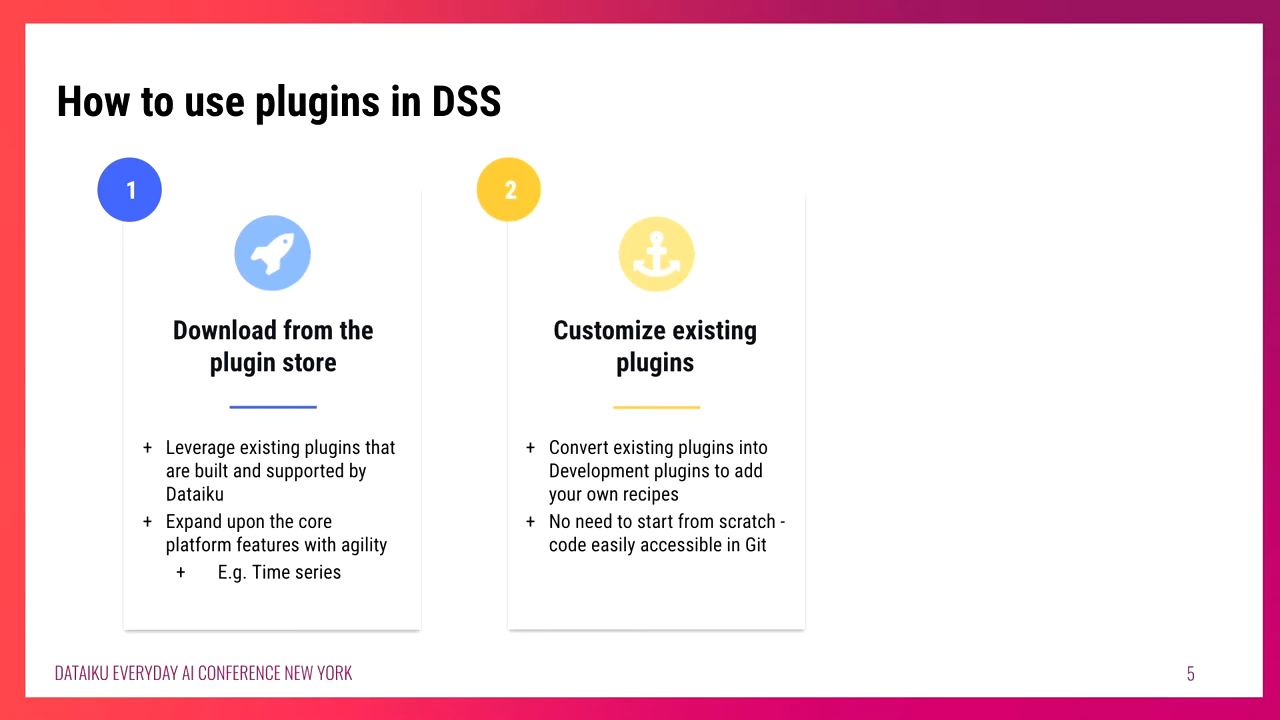 How to use plugins in DSS
1
Download from the
plugin store
+ Leverage existing plugins that
are built and supported by
Dataiku
+ Expand upon the core
platform features with agility
+ E.g. Time series
2
Customize existing
plugins
+ Convert existing plugins into
Development plugins to add
your own recipes
+ No need to start from scratch -
code easily accessible in Git
DATAIKU EVERYDAY AI CONFERENCE NEW YORK
5